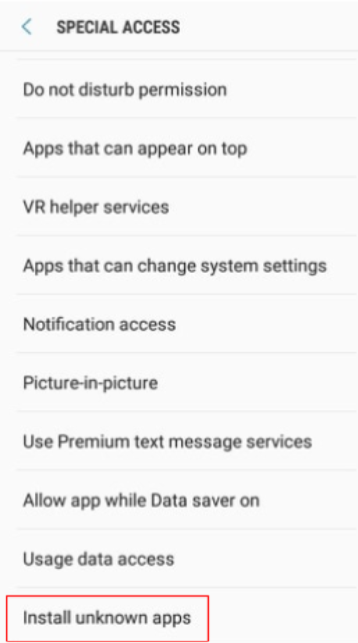 SPECIAL ACCESS
Do not disturb permission
Apps that can appear on top
VR helper services
Apps that can change system settings
Notification access
Picture-in-picture
Use Premium text message services
Allow app while Data saver on
Usage data access
Install unknown apps